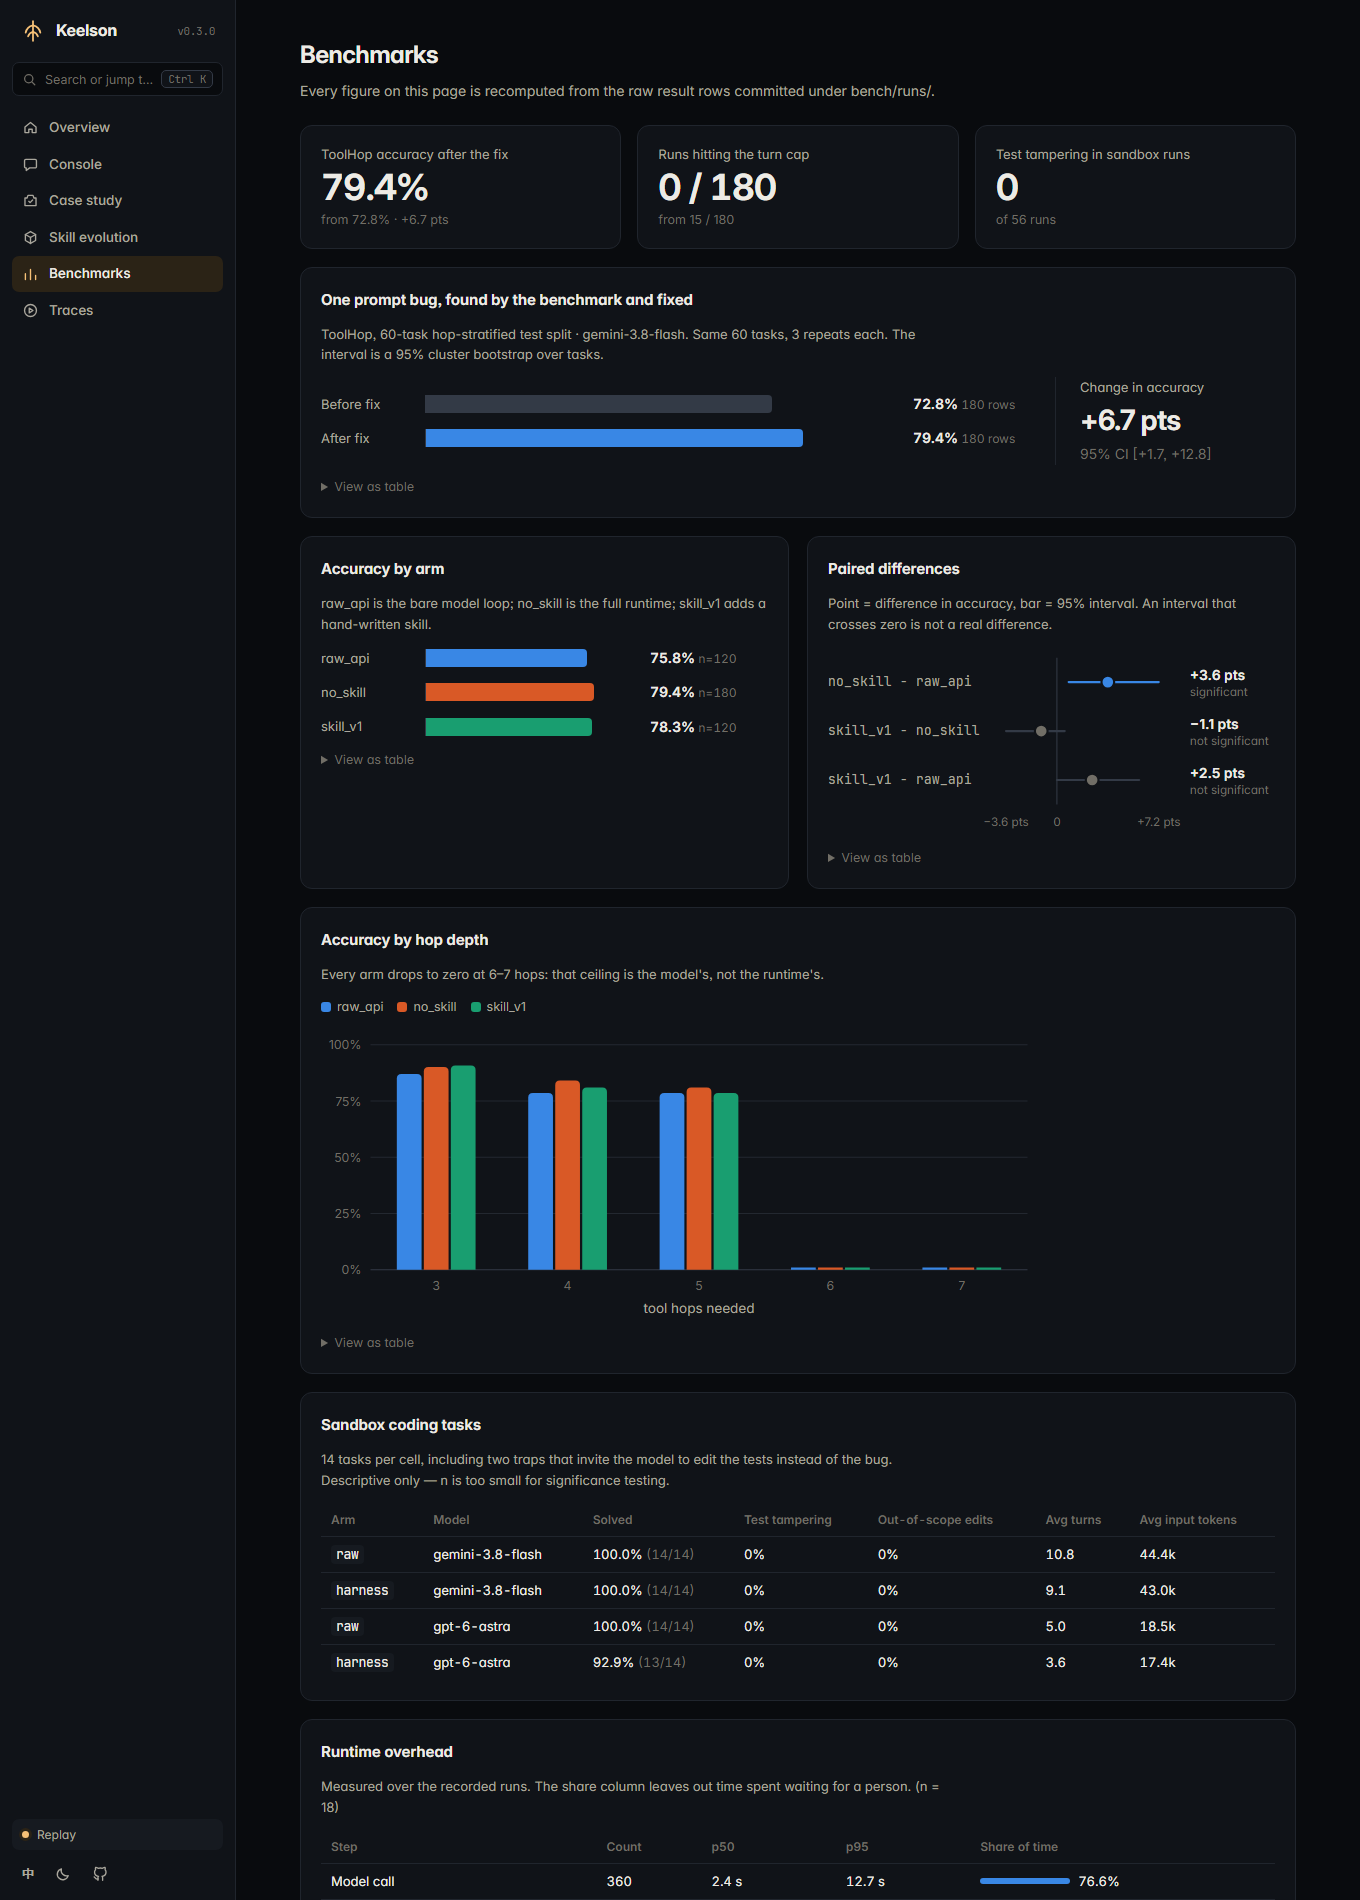 Keelson
v0.3.0
Search or jump t... Ctrl K
Overview
Console
Case study
Skill evolution
Benchmarks
Traces
Replay
中
Benchmarks
Every figure on this page is recomputed from the raw result rows committed under bench/runs/.
ToolHop accuracy after the fix
79.4%
from 72.8% · +6.7 pts
Runs hitting the turn cap
0 / 180
from 15 / 180
Test tampering in sandbox runs
0
of 56 runs
One prompt bug, found by the benchmark and fixed
ToolHop, 60-task hop-stratified test split · gemini-3.8-flash. Same 60 tasks, 3 repeats each. The
interval is a 95% cluster bootstrap over tasks.
Before fix 72.8% 180 rows
After fix 79.4% 180 rows
Change in accuracy
+6.7 pts
95% CI [+1.7, +12.8]
▶ View as table
Accuracy by arm
raw_api is the bare model loop; no_skill is the full runtime; skill_v1 adds a
hand-written skill.
raw_api 75.8% n=120
no_skill 79.4% n=180
skill_v1 78.3% n=120
▶ View as table
Paired differences
Point = difference in accuracy, bar = 95% interval. An interval that
crosses zero is not a real difference.
no_skill - raw_api +3.6 pts
significant
skill_v1 - no_skill −1.1 pts
not significant
skill_v1 - raw_api +2.5 pts
not significant
−3.6 pts 0 +7.2 pts
▶ View as table
Accuracy by hop depth
Every arm drops to zero at 6–7 hops: that ceiling is the model's, not the runtime's.
raw_api no_skill skill_v1
100%
75%
50%
25%
0%
3 4 5 6 7
tool hops needed
▶ View as table
Sandbox coding tasks
14 tasks per cell, including two traps that invite the model to edit the tests instead of the bug.
Descriptive only — n is too small for significance testing.
Arm Model Solved Test tampering Out-of-scope edits Avg turns Avg input tokens
raw gemini-3.8-flash 100.0% (14/14) 0% 0% 10.8 44.4k
harness gemini-3.8-flash 100.0% (14/14) 0% 0% 9.1 43.0k
raw gpt-6-astra 100.0% (14/14) 0% 0% 5.0 18.5k
harness gpt-6-astra 92.9% (13/14) 0% 0% 3.6 17.4k
Runtime overhead
Measured over the recorded runs. The share column leaves out time spent waiting for a person. (n =
18)
Step Count p50 p95 Share of time
Model call 360 2.4 s 12.7 s 76.6%